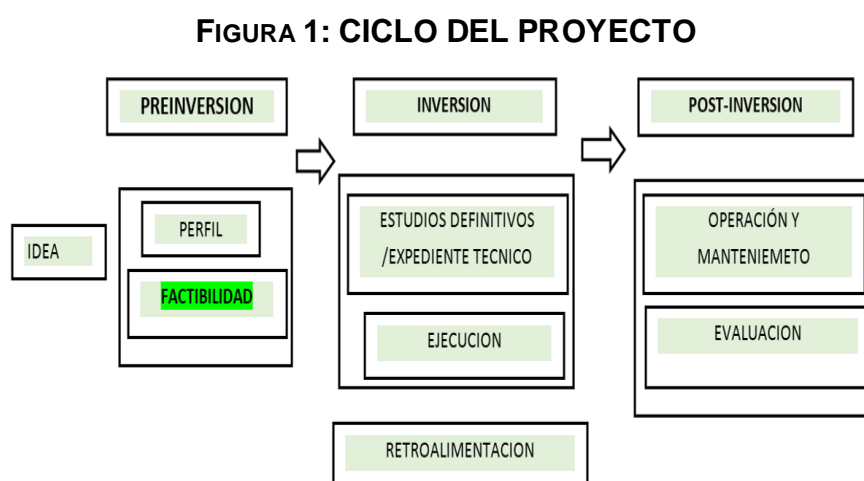 FIGURA 1: CICLO DEL PROYECTO
PREINVERSION
INVERSION
POST-INVERSION
IDEA
PERFIL
FACTIBILIDAD
ESTUDIOS DEFINITIVOS
/EXPEDIENTE TECNICO
EJECUCION
OPERACIÓN Y
MANTENIEMETO
EVALUACION
RETROALIMENTACION